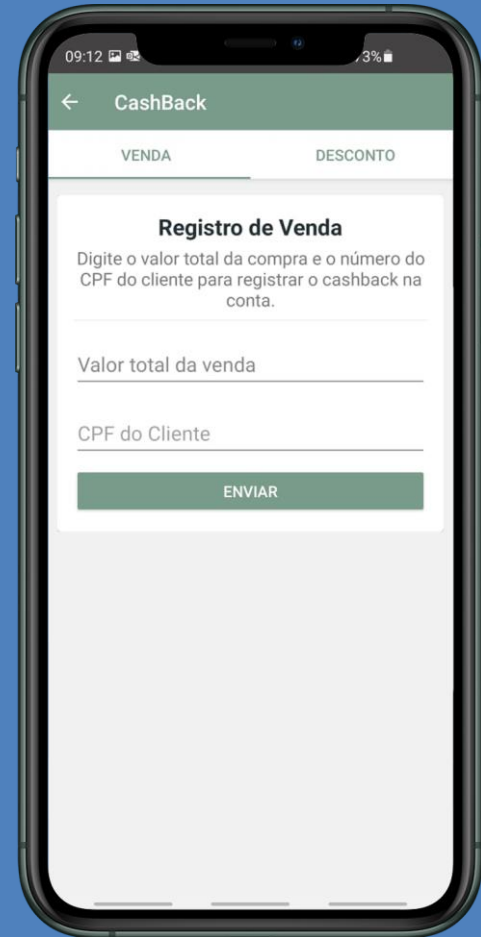 09:12
73%
CashBack
VENDA DESCONTO
Registro de Venda
Digite o valor total da compra e o número do
CPF do cliente para registrar o cashback na
conta.
Valor total da venda
CPF do Cliente
ENVIAR